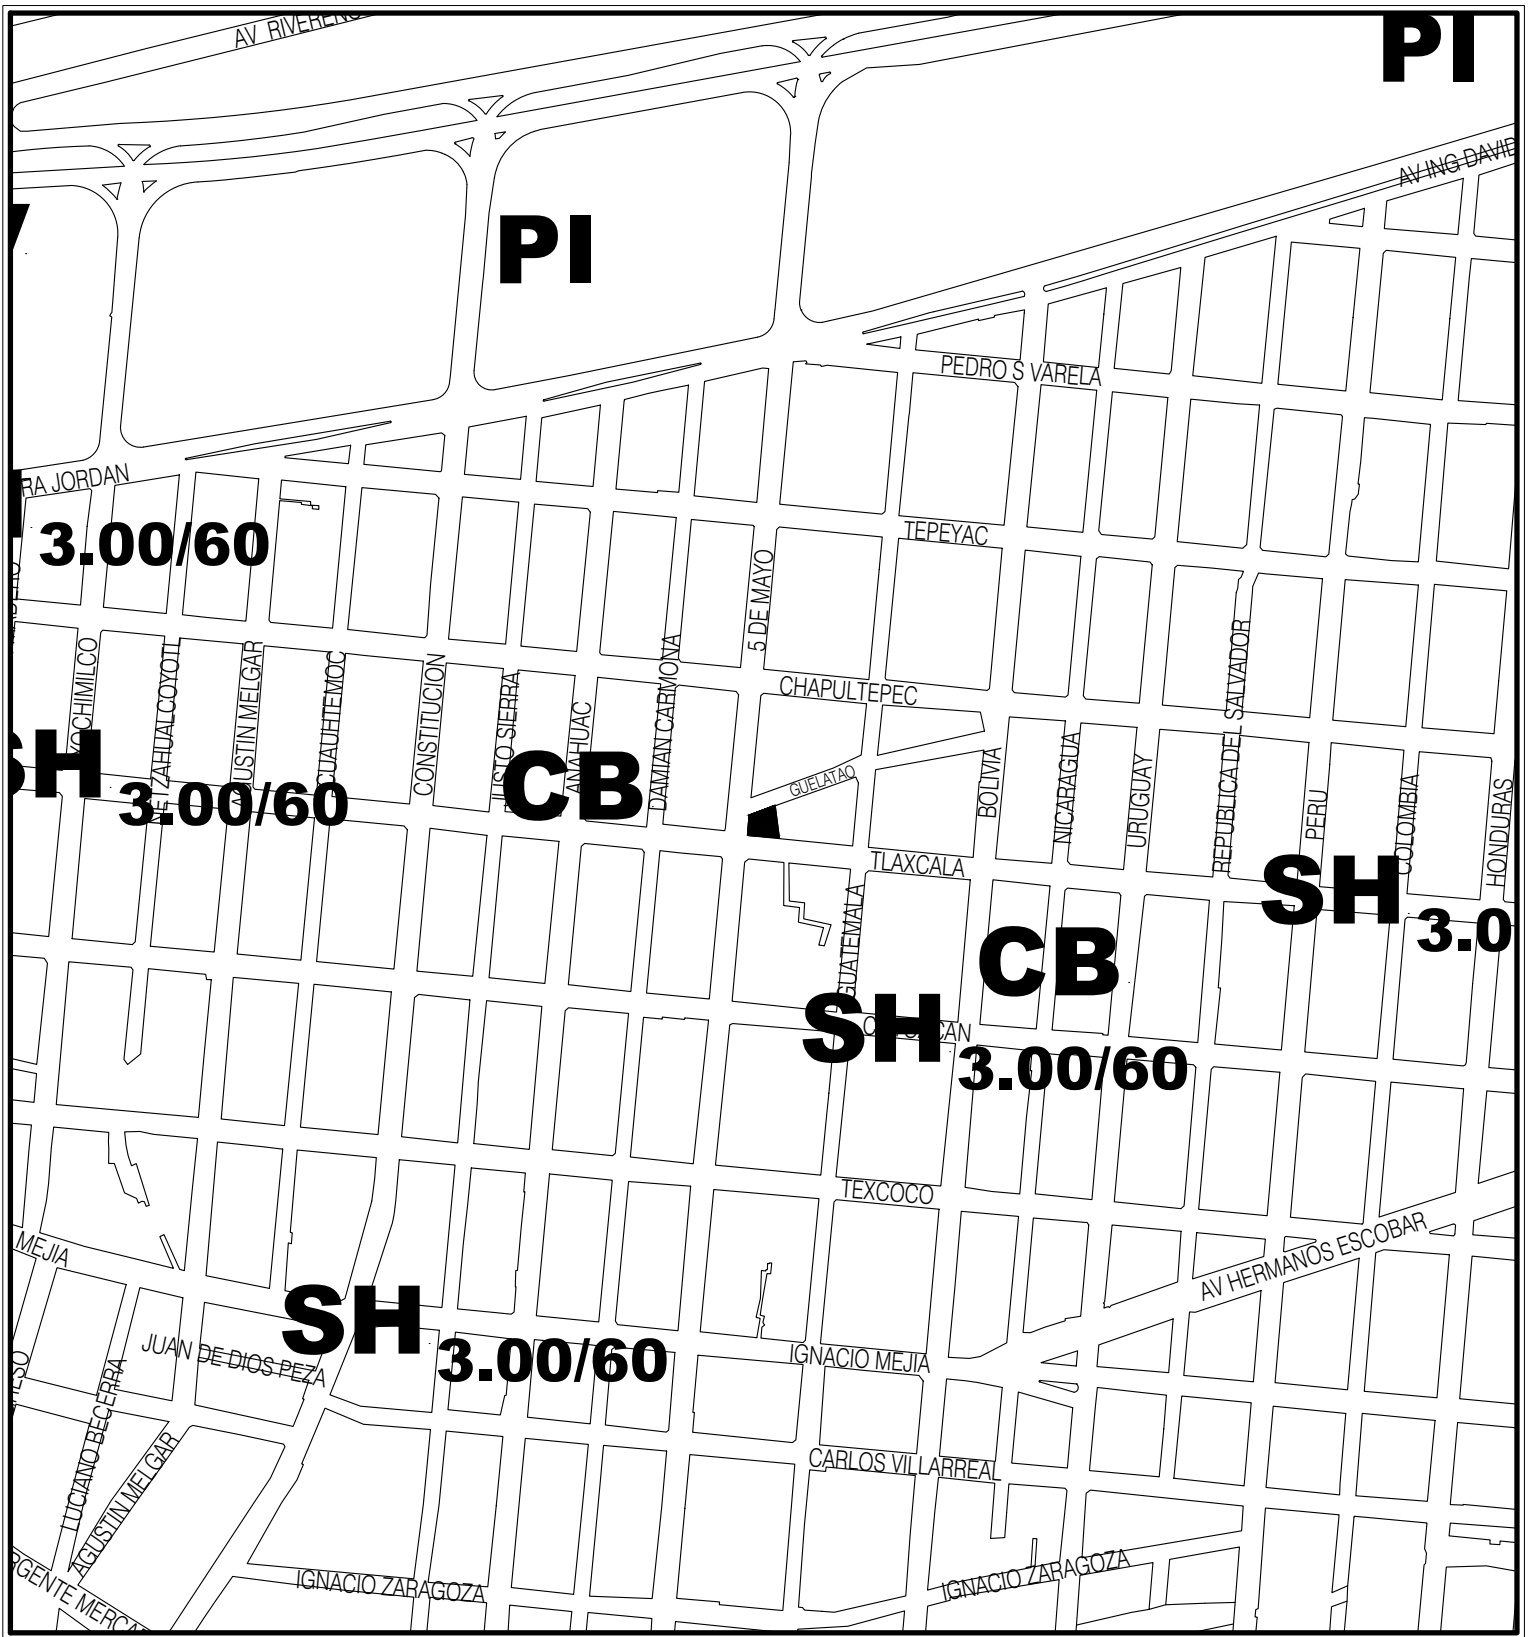 PI
AV ING DAVID
PI
PEDRO S VARELA
RA JORDAN
3.00/60
TEPEYAC
5 DE MAYO
CHAPULTEPEC
AGUSTIN MELGAR
CUAUHTEMOC
CONSTITUCION
JUSTO SIERRA
ANAHUAC
DAMIAN CARMONA
GUELATAO
BOLIVIA
NICARAGUA
URUGUAY
REPUBLICA DEL SALVADOR
PERU
COLOMBIA
HONDURAS
SH
3.00/60
CB
TLAXCALA
SH
3.0
GUATEMALA
CB
SH
3.00/60
TEXCOCO
MEJIA
AV HERMANOS ESCOBAR
SH
3.00/60
JUAN DE DIOS PEZA
IGNACIO MEJIA
LUCIANO BECERRA
AGUSTIN MELGAR
CARLOS VILLARREAL
IGNACIO ZARAGOZA
IGNACIO ZARAGOZA